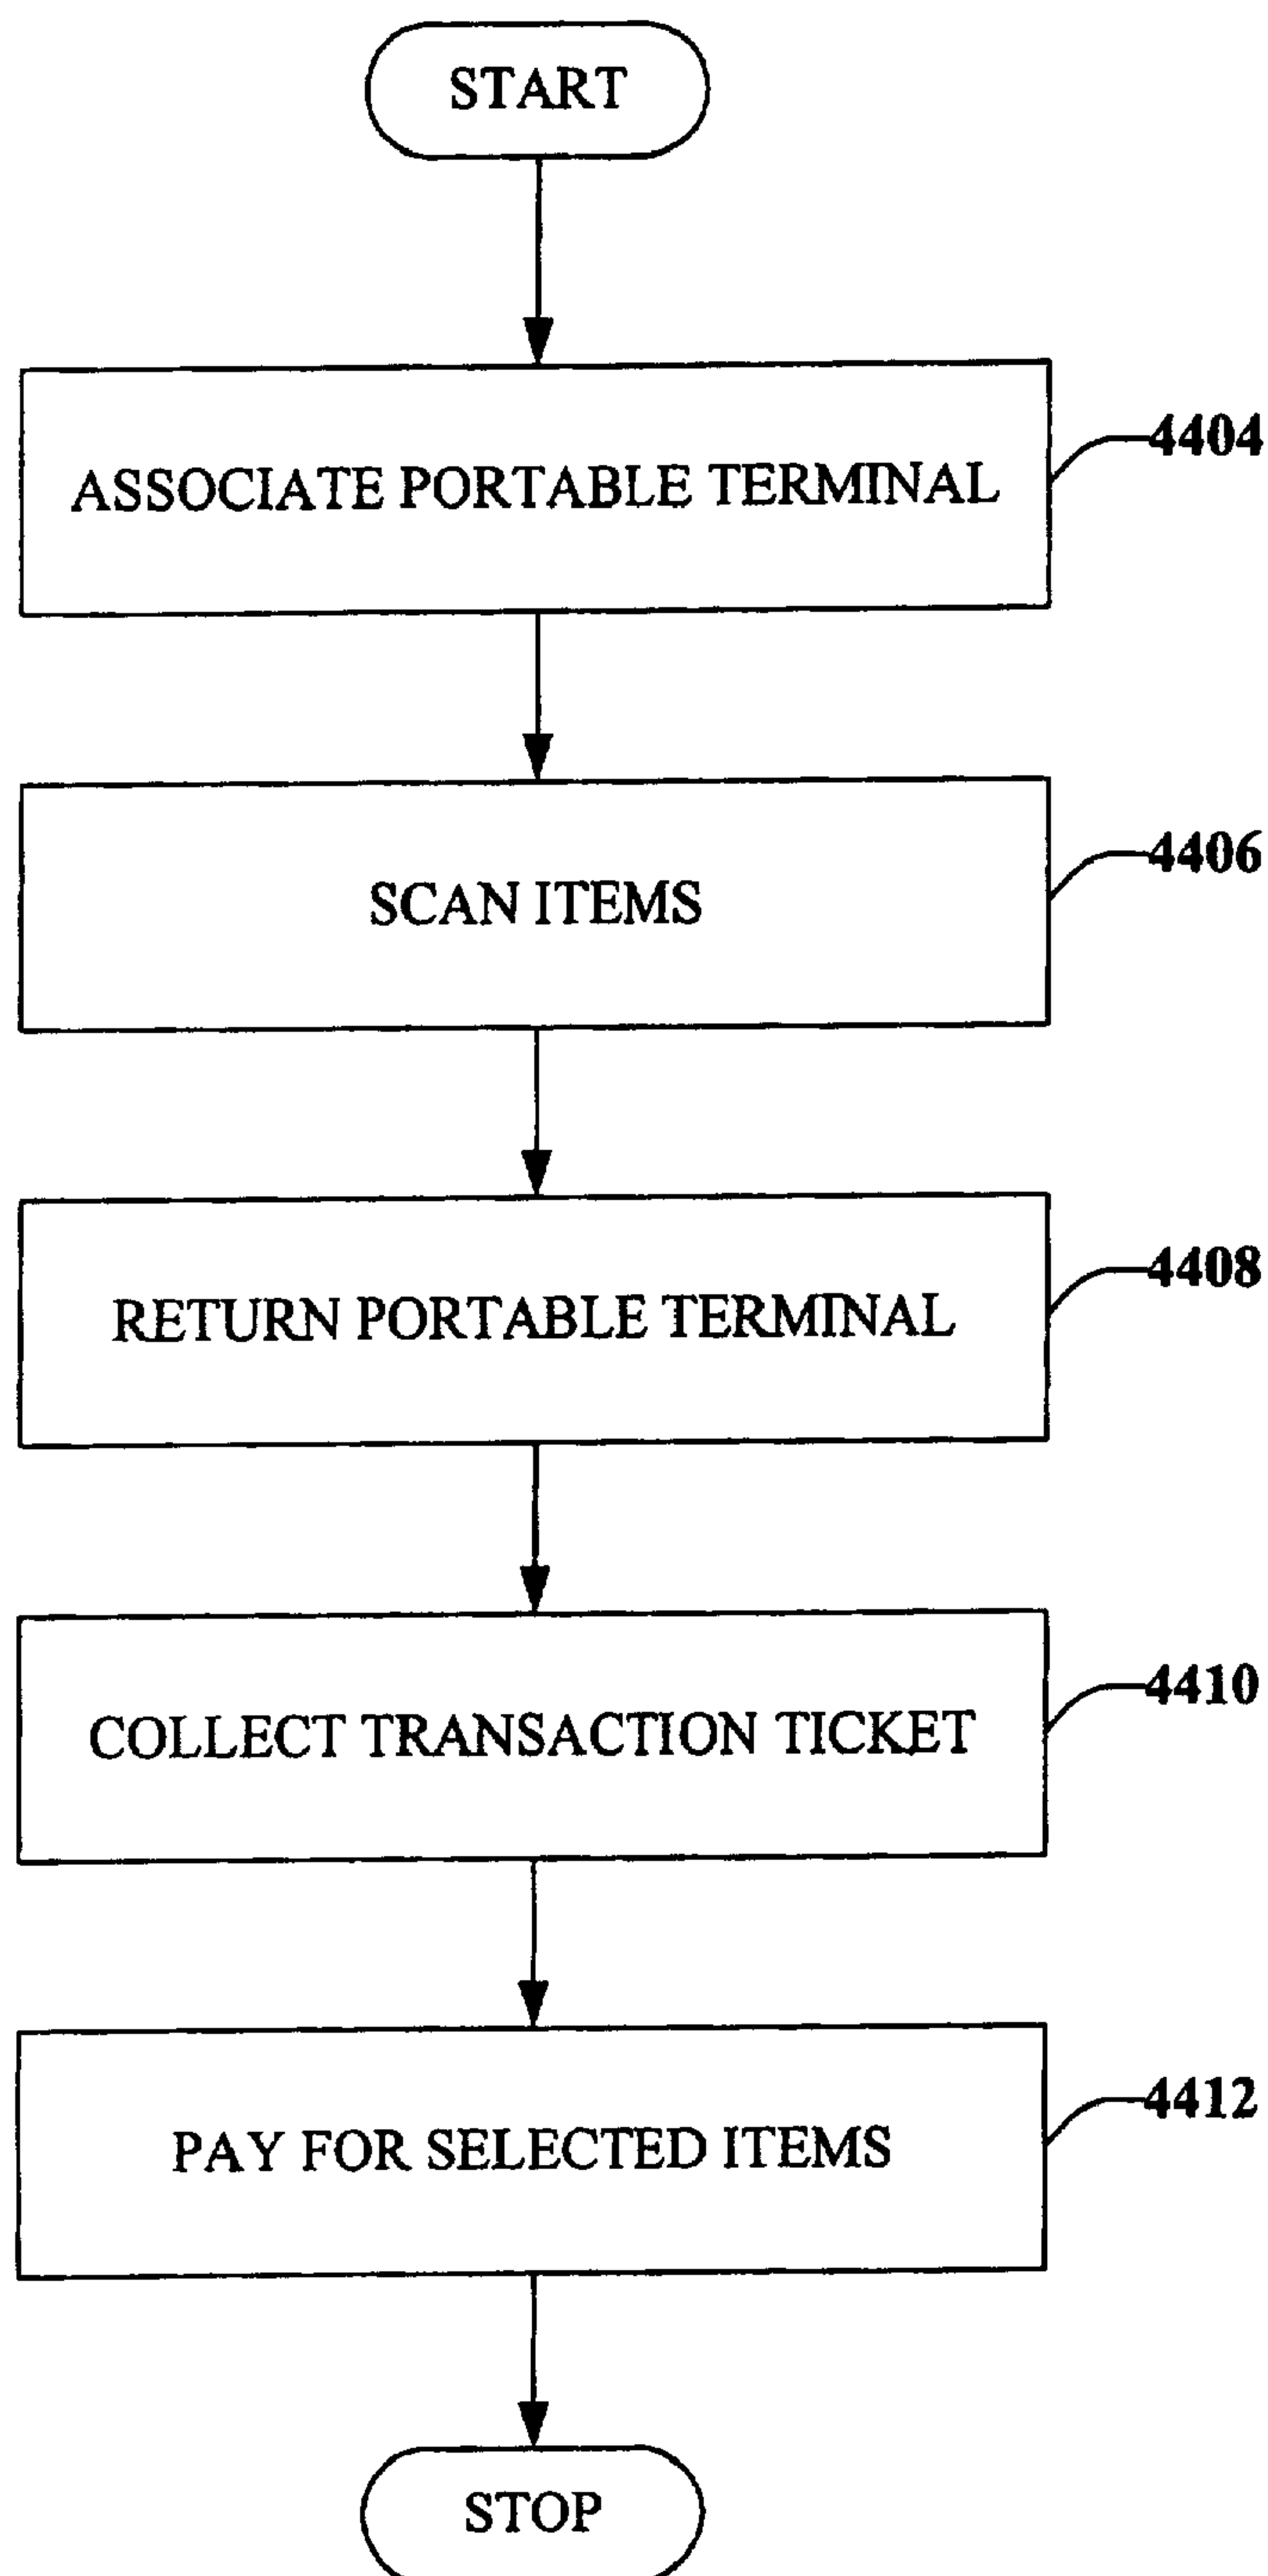 START
ASSOCIATE PORTABLE TERMINAL
4404
SCAN ITEMS
4406
RETURN PORTABLE TERMINAL
4408
COLLECT TRANSACTION TICKET
4410
PAY FOR SELECTED ITEMS
4412
STOP